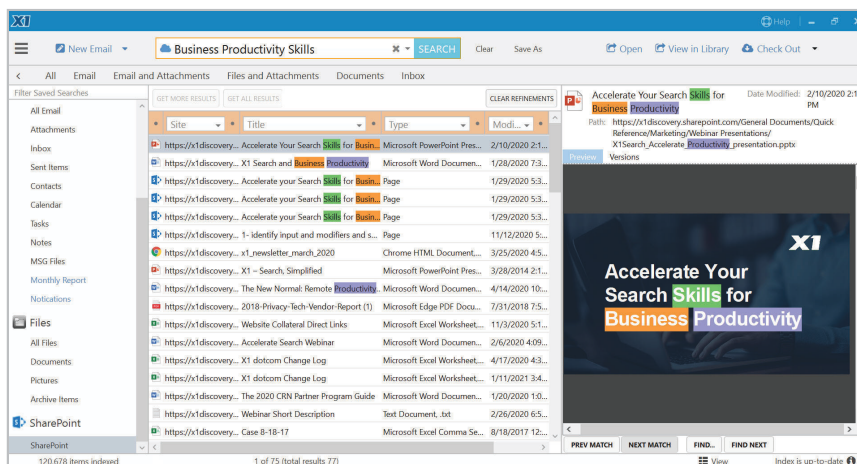 X1
Help
New Email
Business Productivity Skills
SEARCH
Clear
Save As
Open
View in Library
Check Out
All Email Email and Attachments Files and Attachments Documents Inbox
Filter Saved Searches
All Email
Attachments
Inbox
Sent Items
Contacts
Calendar
Tasks
Notes
MSG Files
Monthly Report
Notications
Files
All Files
Documents
Pictures
Archive Items
SharePoint
SharePoint
120,678 items indexed
GET MORE RESULTS GET ALL RESULTS CLEAR REFINEMENTS
Site Title Type Modi...
https://x1discovery... Accelerate Your Search Skills for Busin... Microsoft PowerPoint Pres... 2/10/2020 2:1...
https://x1discovery... X1 Search and Business Productivity Microsoft Word Documen... 1/28/2020 7:3...
https://x1discovery... Accelerate your Search Skills for Busin... Page 1/29/2020 5:3...
https://x1discovery... Accelerate your Search Skills for Busin... Page 1/29/2020 5:3...
https://x1discovery... Accelerate your Search Skills for Busin... Page 1/29/2020 5:3...
https://x1discovery... 1- identify input and modifiers and s... Page 11/12/2020 5:...
https://x1discovery... x1_newsletter_march_2020 Chrome HTML Document,... 3/25/2020 4:5...
https://x1discovery... X1 – Search, Simplified Microsoft PowerPoint Pres... 3/28/2014 2:1...
https://x1discovery... The New Normal: Remote Productivity... Microsoft Word Documen... 4/14/2020 10:...
https://x1discovery... 2018-Privacy-Tech-Vendor-Report (1) Microsoft Edge PDF Docu... 7/31/2018 7:5...
https://x1discovery... Website Collateral Direct Links Microsoft Excel Worksheet,... 11/3/2020 5:1...
https://x1discovery... Accelerate Search Webinar Microsoft Word Documen... 2/6/2020 4:09...
https://x1discovery... X1 dotcom Change Log Microsoft Excel Worksheet,... 4/17/2020 4:3...
https://x1discovery... X1 dotcom Change Log Microsoft Excel Worksheet,... 1/11/2021 3:4...
https://x1discovery... The 2020 CRN Partner Program Guide Microsoft Word Documen... 1/20/2020 1:0...
https://x1discovery... Webinar Short Description Text Document, .txt 2/26/2020 6:5...
https://x1discovery... Case 8-18-17 Microsoft Excel Comma Se... 8/18/2017 12:...
1 of 75 (total results 77)
Accelerate Your Search Skills for Date Modified: 2/10/2020 2:1
Business Productivity PM
Path: https://x1discovery.sharepoint.com/General Documents/Quick
Reference/Marketing/Webinar Presentations/
X1Search_Accelerate_Productivity_presentation.pptx
Preview Versions
X1
Accelerate Your
Search Skills for
Business Productivity
PREV MATCH NEXT MATCH FIND... FIND NEXT
View Index is up-to-date